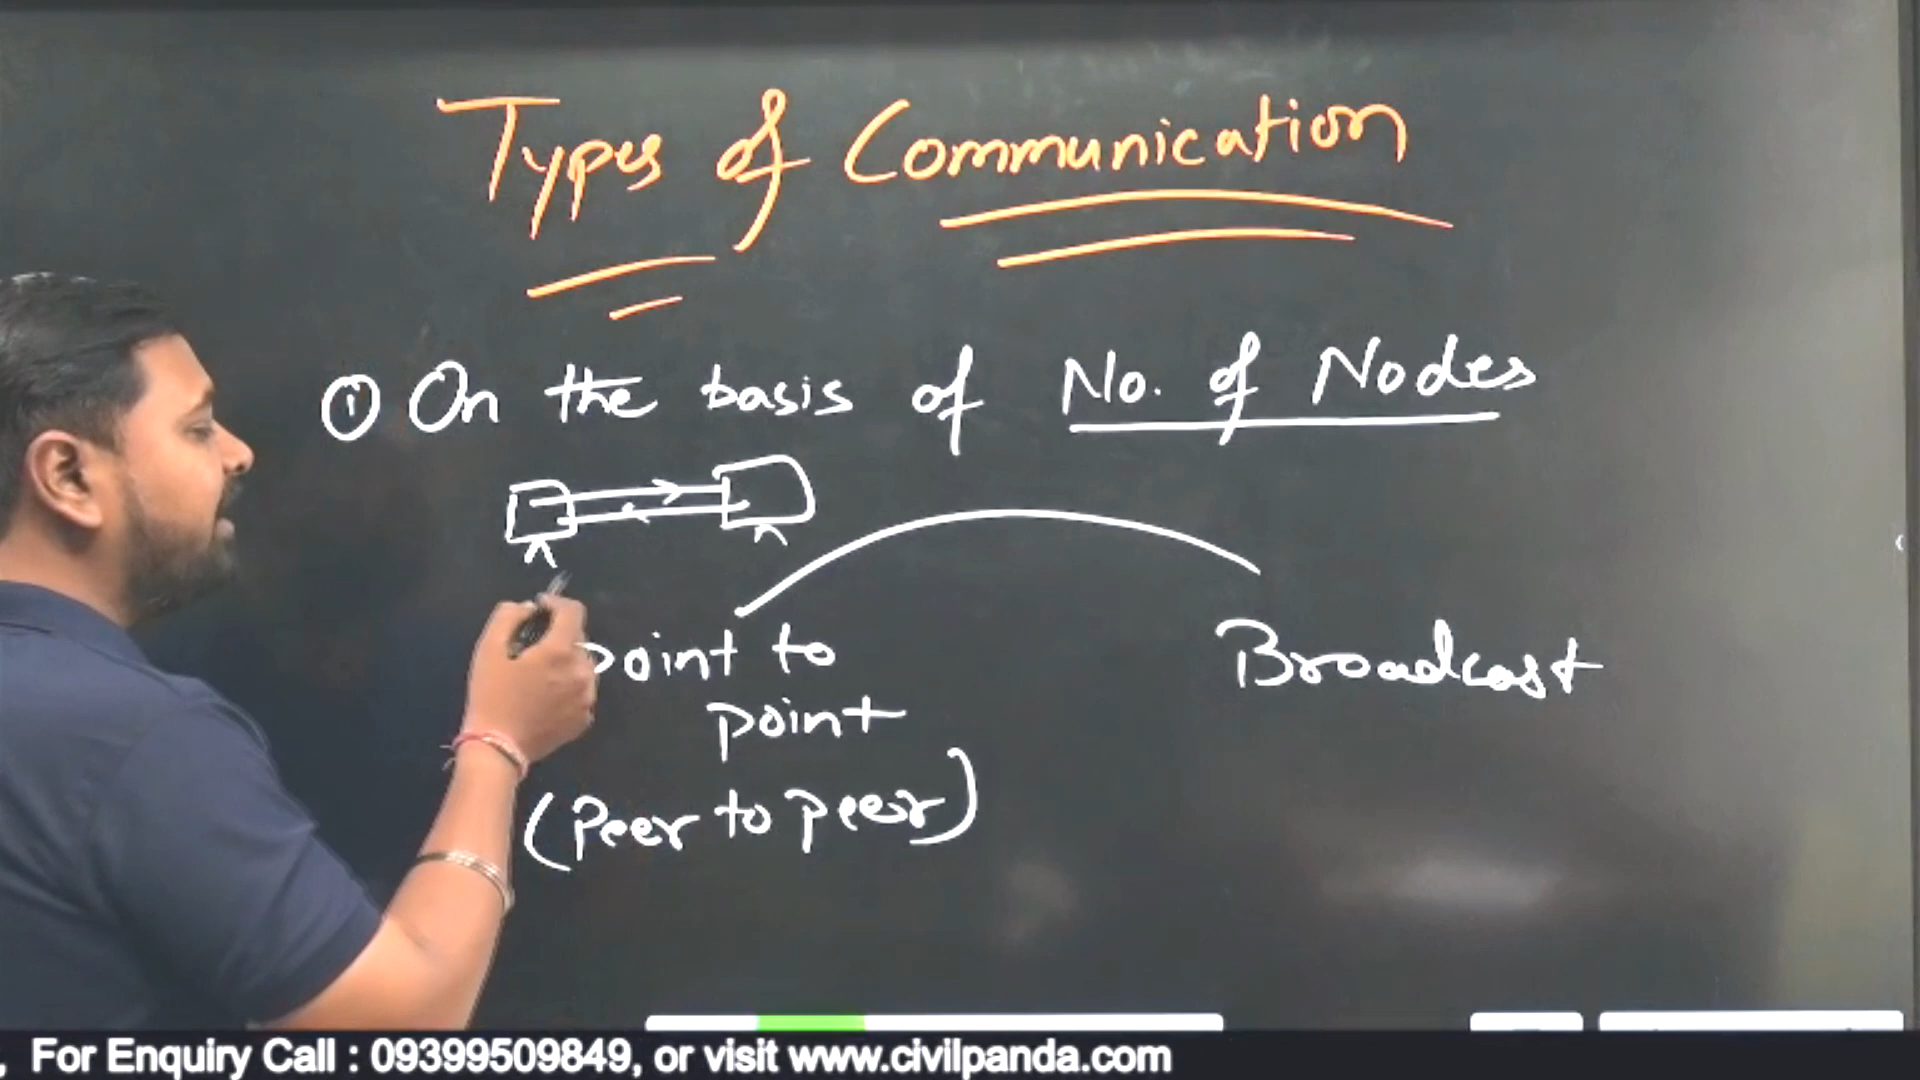 Types of Communication
① On the basis of No. of Nodes
point to
point
(Peer to peer)
Broadcast
, For Enquiry Call : 09399509849, or visit www.civilpanda.com